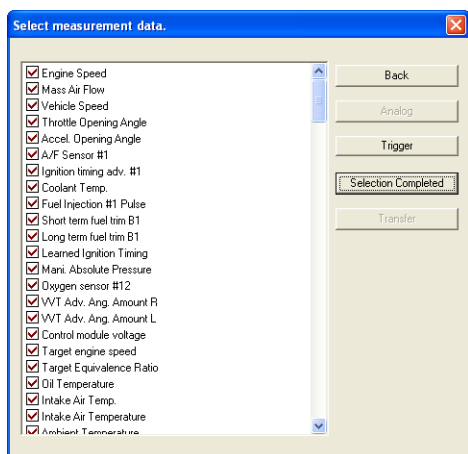 Select measurement data.
Engine Speed
Mass Air Flow
Vehicle Speed
Throttle Opening Angle
Accel. Opening Angle
A/F Sensor #1
Ignition timing adv. #1
Coolant Temp.
Fuel Injection #1 Pulse
Short term fuel trim B1
Long term fuel trim B1
Learned Ignition Timing
Mani. Absolute Pressure
Oxygen sensor #12
VVT Adv. Ang. Amount R
VVT Adv. Ang. Amount L
Control module voltage
Target engine speed
Target Equivalence Ratio
Oil Temperature
Intake Air Temp.
Intake Air Temperature
Ambient Temperature
Back
Analog
Trigger
Selection Completed
Transfer